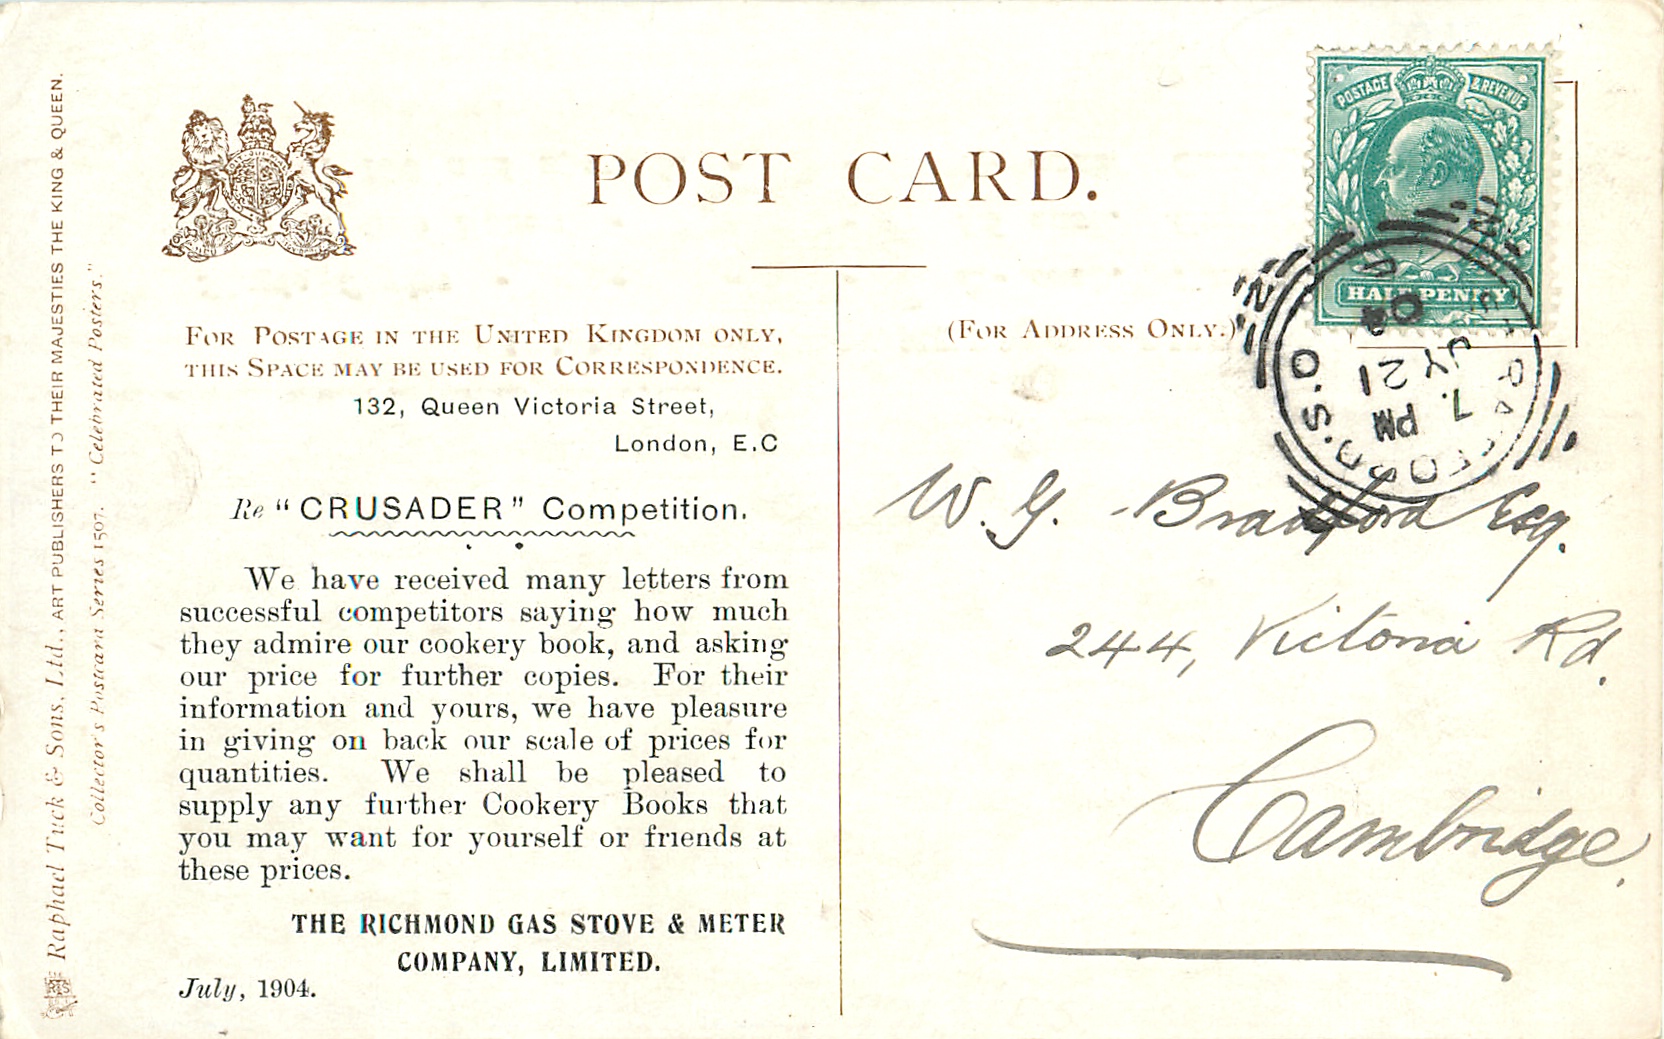 POST CARD.
POSTAGE & REVENUE
HALFPENNY
FOR POSTAGE IN THE UNITED KINGDOM ONLY,
THIS SPACE MAY BE USED FOR CORRESPONDENCE.
132, Queen Victoria Street,
London, E.C
Re "CRUSADER" Competition.
We have received many letters from
successful competitors saying how much
they admire our cookery book, and asking
our price for further copies. For their
information and yours, we have pleasure
in giving on back our scale of prices for
quantities. We shall be pleased to
supply any further Cookery Books that
you may want for yourself or friends at
these prices.
THE RICHMOND GAS STOVE & METER
COMPANY, LIMITED.
July, 1904.
(FOR ADDRESS ONLY.)
7. PM
JY 21
04
S.O
W. G. Bradford Esq.
244, Victoria Rd.
Cambridge.
Raphael Tuck & Sons, Ltd., ART PUBLISHERS TO THEIR MAJESTIES THE KING & QUEEN.
Collector's Postcard Series 1507. "Celebrated Posters."